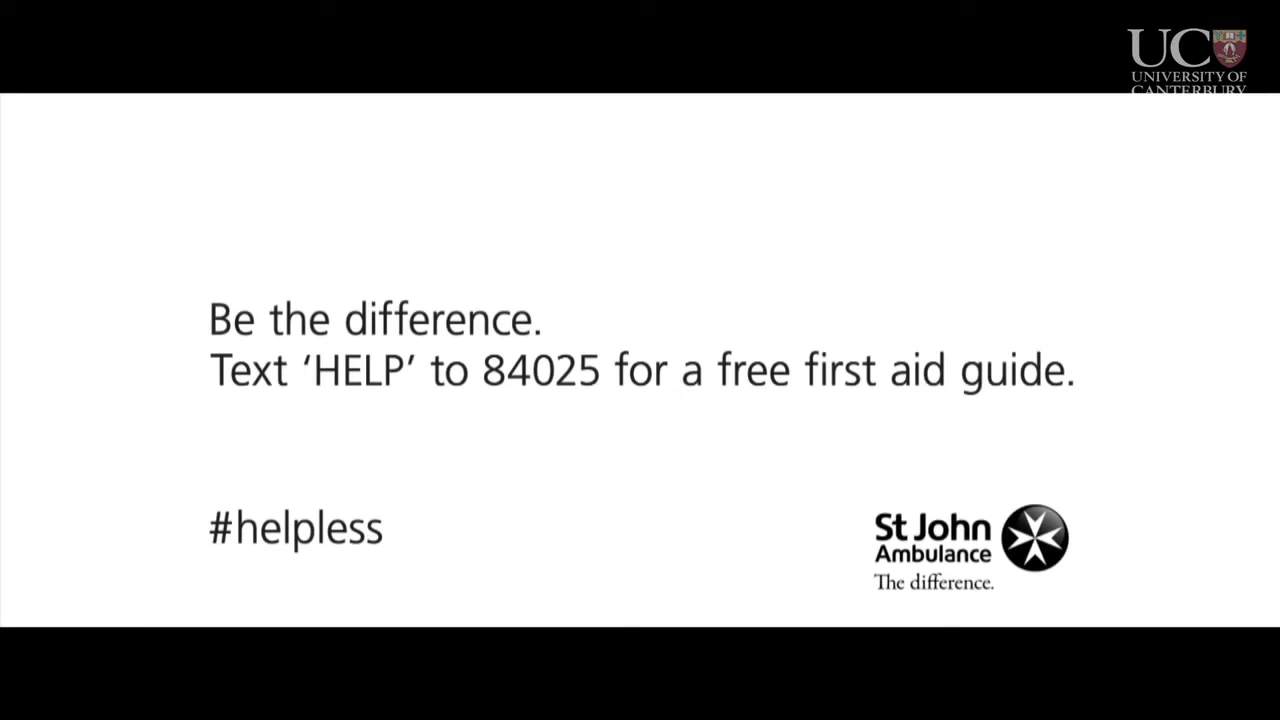 UC
UNIVERSITY OF
CANTERBURY
Be the difference.
Text ‘HELP’ to 84025 for a free first aid guide.
#helpless
St John
Ambulance
The difference.